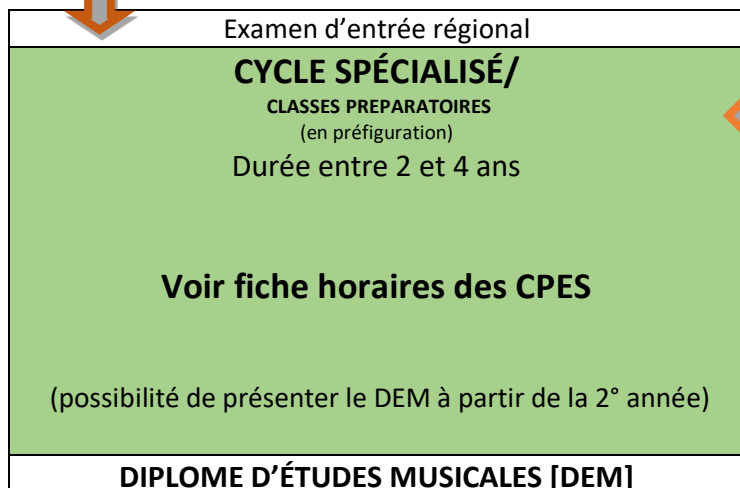 Examen d’entrée régional
CYCLE SPÉCIALISÉ/
CLASSES PREPARATOIRES
(en préfiguration)
Durée entre 2 et 4 ans
Voir fiche horaires des CPES
(possibilité de présenter le DEM à partir de la 2° année)
DIPLOME D’ÉTUDES MUSICALES [DEM]